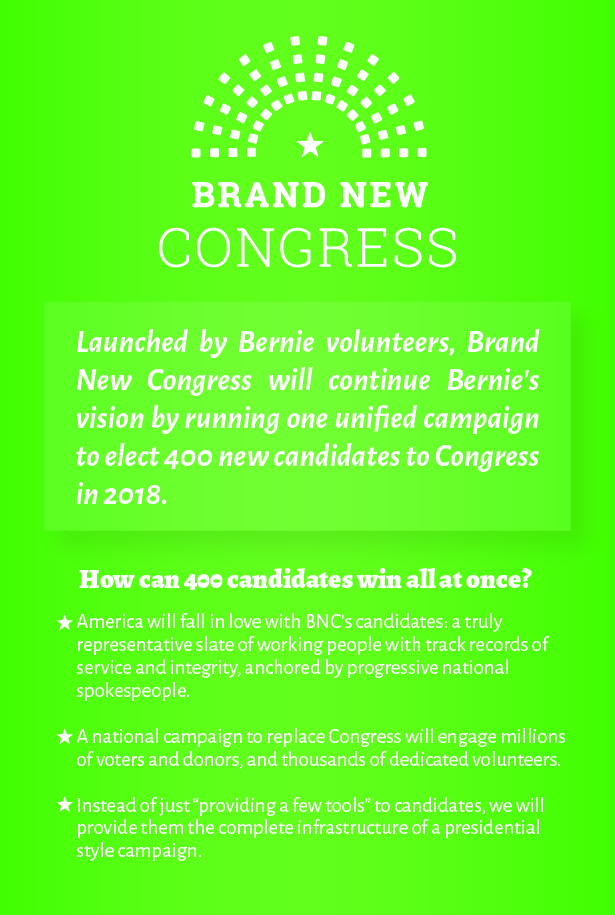 BRAND NEW
CONGRESS
Launched by Bernie volunteers, Brand
New Congress will continue Bernie's
vision by running one unified campaign
to elect 400 new candidates to Congress
in 2018.
How can 400 candidates win all at once?
America will fall in love with BNC's candidates: a truly
representative slate of working people with track records of
service and integrity, anchored by progressive national
spokespeople.
A national campaign to replace Congress will engage millions
of voters and donors, and thousands of dedicated volunteers.
Instead of just “providing a few tools” to candidates, we will
provide them the complete infrastructure of a presidential
style campaign.